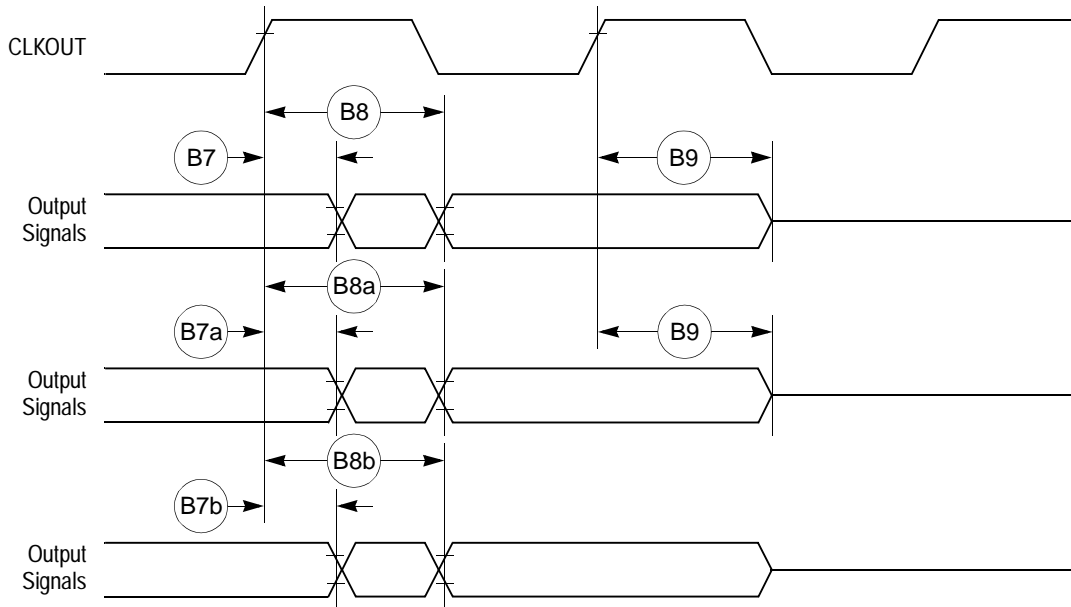 CLKOUT
B8
B7
B9
Output
Signals
B8a
B7a
B9
Output
Signals
B8b
B7b
Output
Signals